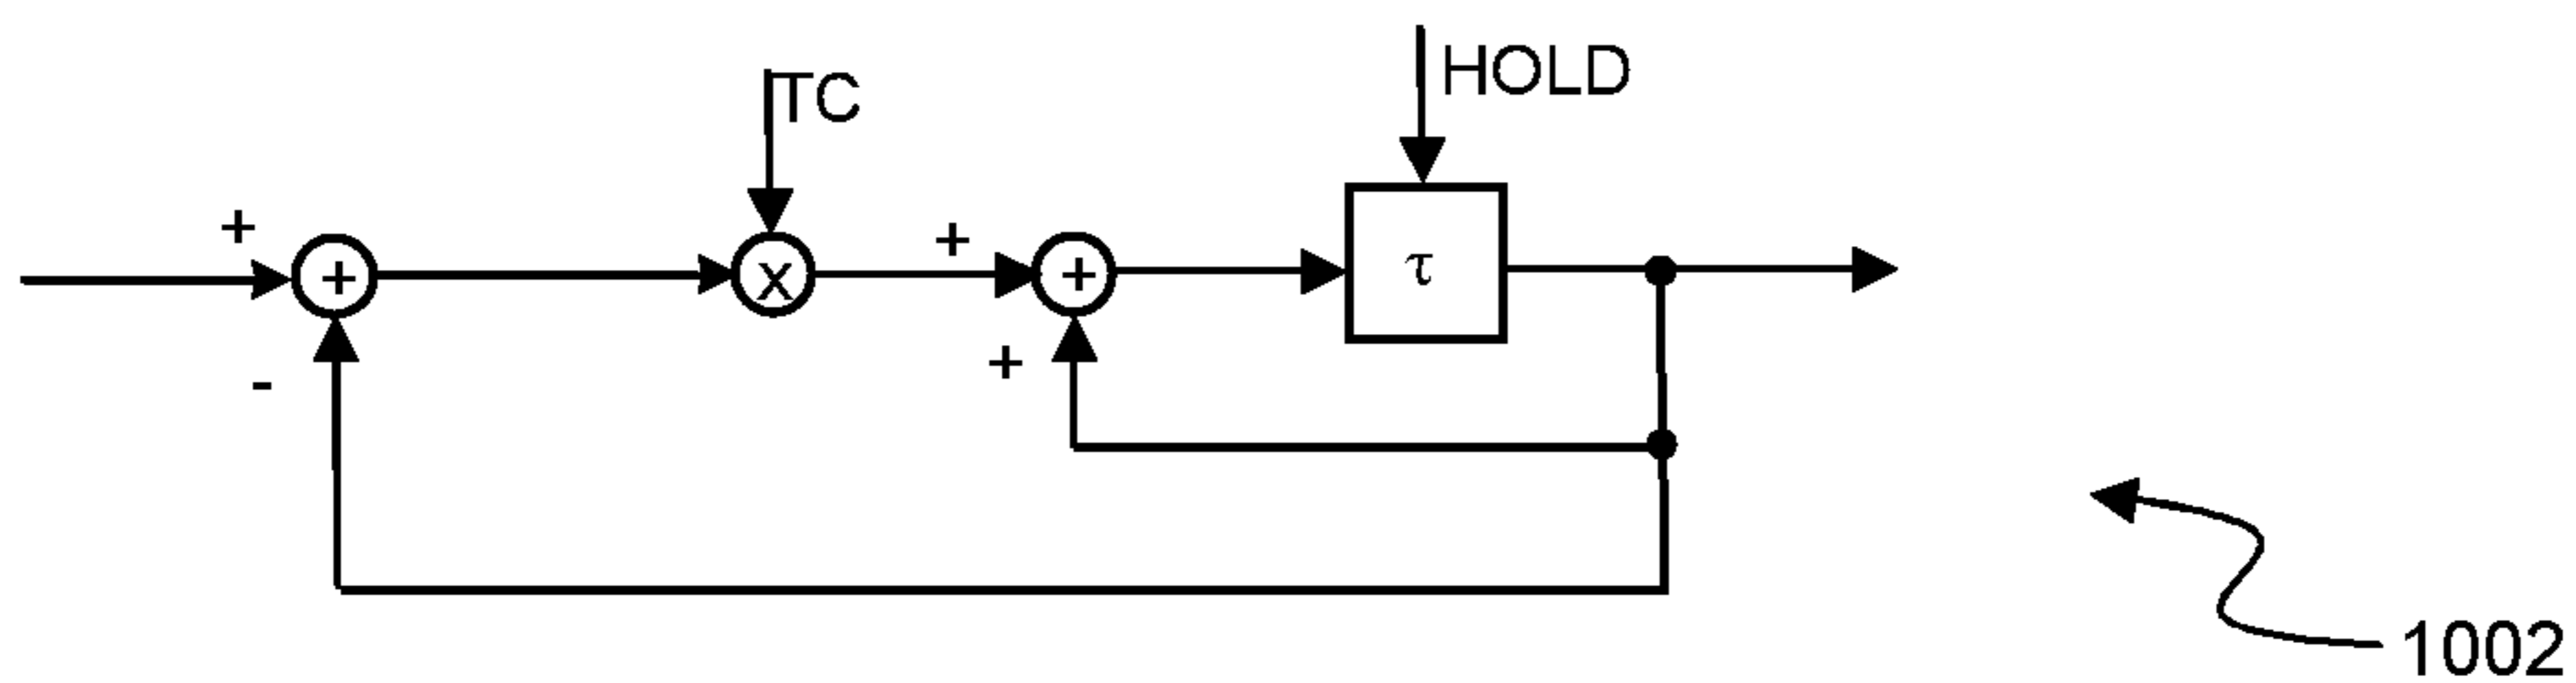 HOLD
TC
+
+
+
x
+
+
τ
+
-
1002